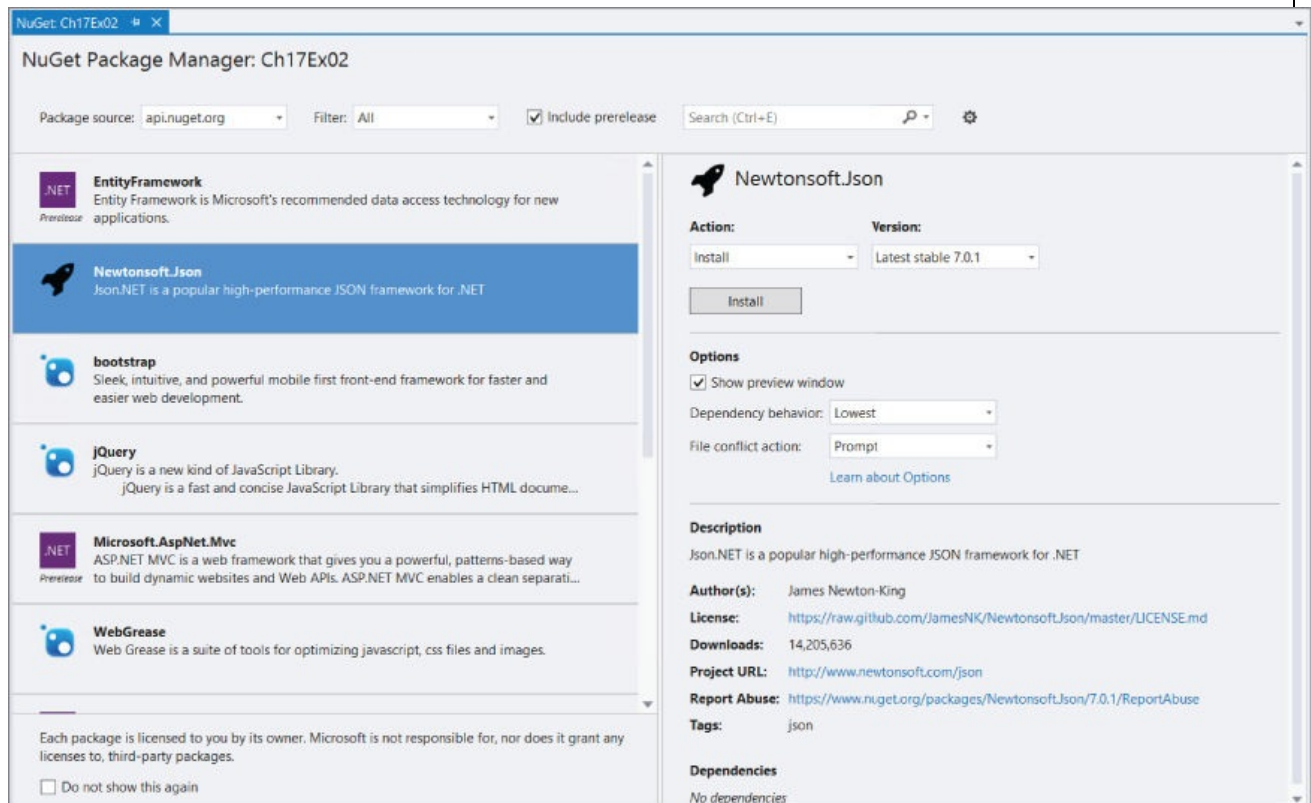 NuGet: Ch17Ex02
NuGet Package Manager: Ch17Ex02
Package source: api.nuget.org Filter: All Include prerelease Search (Ctrl+E)
.NET
Prerelease
EntityFramework
Entity Framework is Microsoft's recommended data access technology for new
applications.
Newtonsoft.Json
Json.NET is a popular high-performance JSON framework for .NET
bootstrap
Sleek, intuitive, and powerful mobile first front-end framework for faster and
easier web development.
jQuery
jQuery is a new kind of JavaScript Library.
jQuery is a fast and concise JavaScript Library that simplifies HTML docume...
.NET
Prerelease
Microsoft.AspNet.Mvc
ASP.NET MVC is a web framework that gives you a powerful, patterns-based way
to build dynamic websites and Web APIs. ASP.NET MVC enables a clean separati...
WebGrease
Web Grease is a suite of tools for optimizing javascript, css files and images.
Each package is licensed to you by its owner. Microsoft is not responsible for, nor does it grant any
licenses to, third-party packages.
Do not show this again
Newtonsoft.Json
Action: Version:
Install Latest stable 7.0.1
Install
Options
Show preview window
Dependency behavior: Lowest
File conflict action: Prompt
Learn about Options
Description
Json.NET is a popular high-performance JSON framework for .NET
Author(s): James Newton-King
License: https://raw.github.com/JamesNK/Newtonsoft.Json/master/LICENSE.md
Downloads: 14,205,636
Project URL: http://www.newtonsoft.com/json
Report Abuse: https://www.nuget.org/packages/Newtonsoft.Json/7.0.1/ReportAbuse
Tags: json
Dependencies
No dependencies